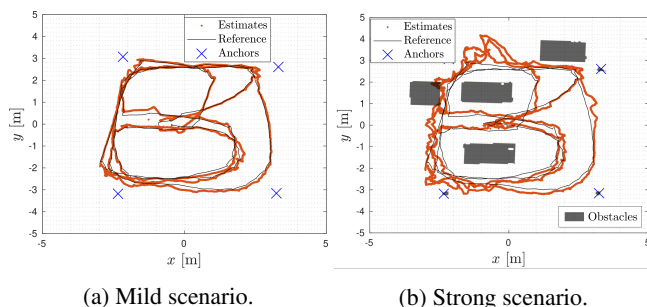 5
4
3
2
1
0
-1
-2
-3
-4
-5
y [m]
-5
0
5
x [m]
Estimates
Reference
Anchors
(a) Mild scenario.
5
4
3
2
1
0
-1
-2
-3
-4
-5
y [m]
-5
0
5
x [m]
Estimates
Reference
Anchors
Obstacles
(b) Strong scenario.